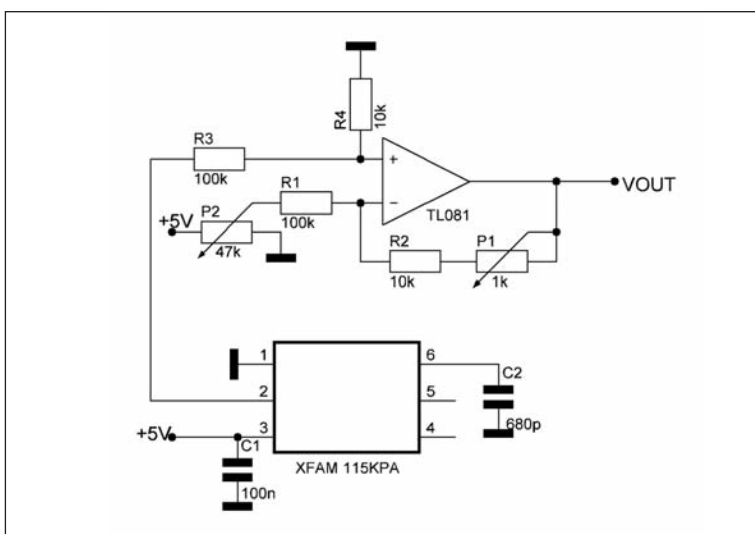 R4
10k
R3
100k
+
R1
100k
−
TL081
VOUT
+5V
P2
47k
R2
10k
P1
1k
1
2
3
6
5
4
C2
680p
+5V
C1
100n
XFAM 115KPA